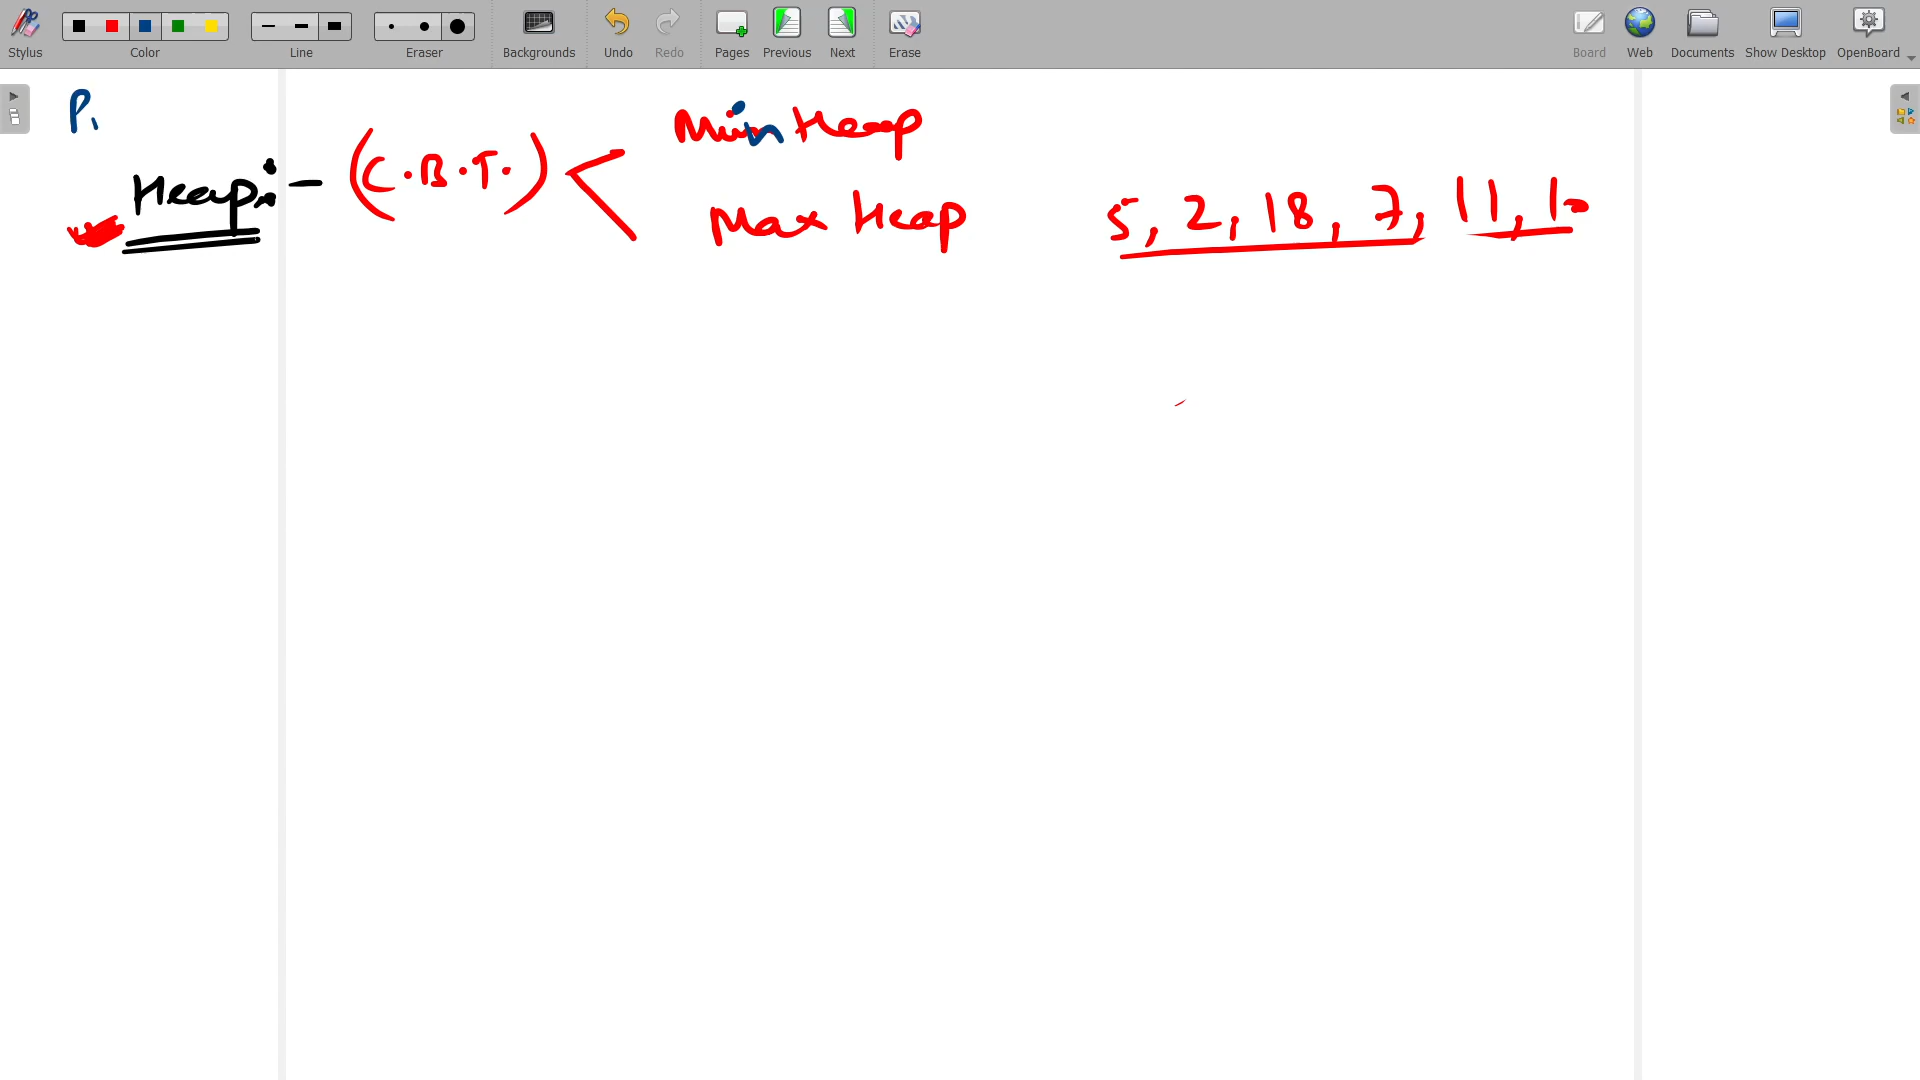 Stylus Color Line Eraser Backgrounds Undo Redo Pages Previous Next Erase Board Web Documents Show Desktop OpenBoard
P1
Min Heap
Heap:- (C.B.T.) <
Max Heap
5, 2, 18, 7, 11, 10